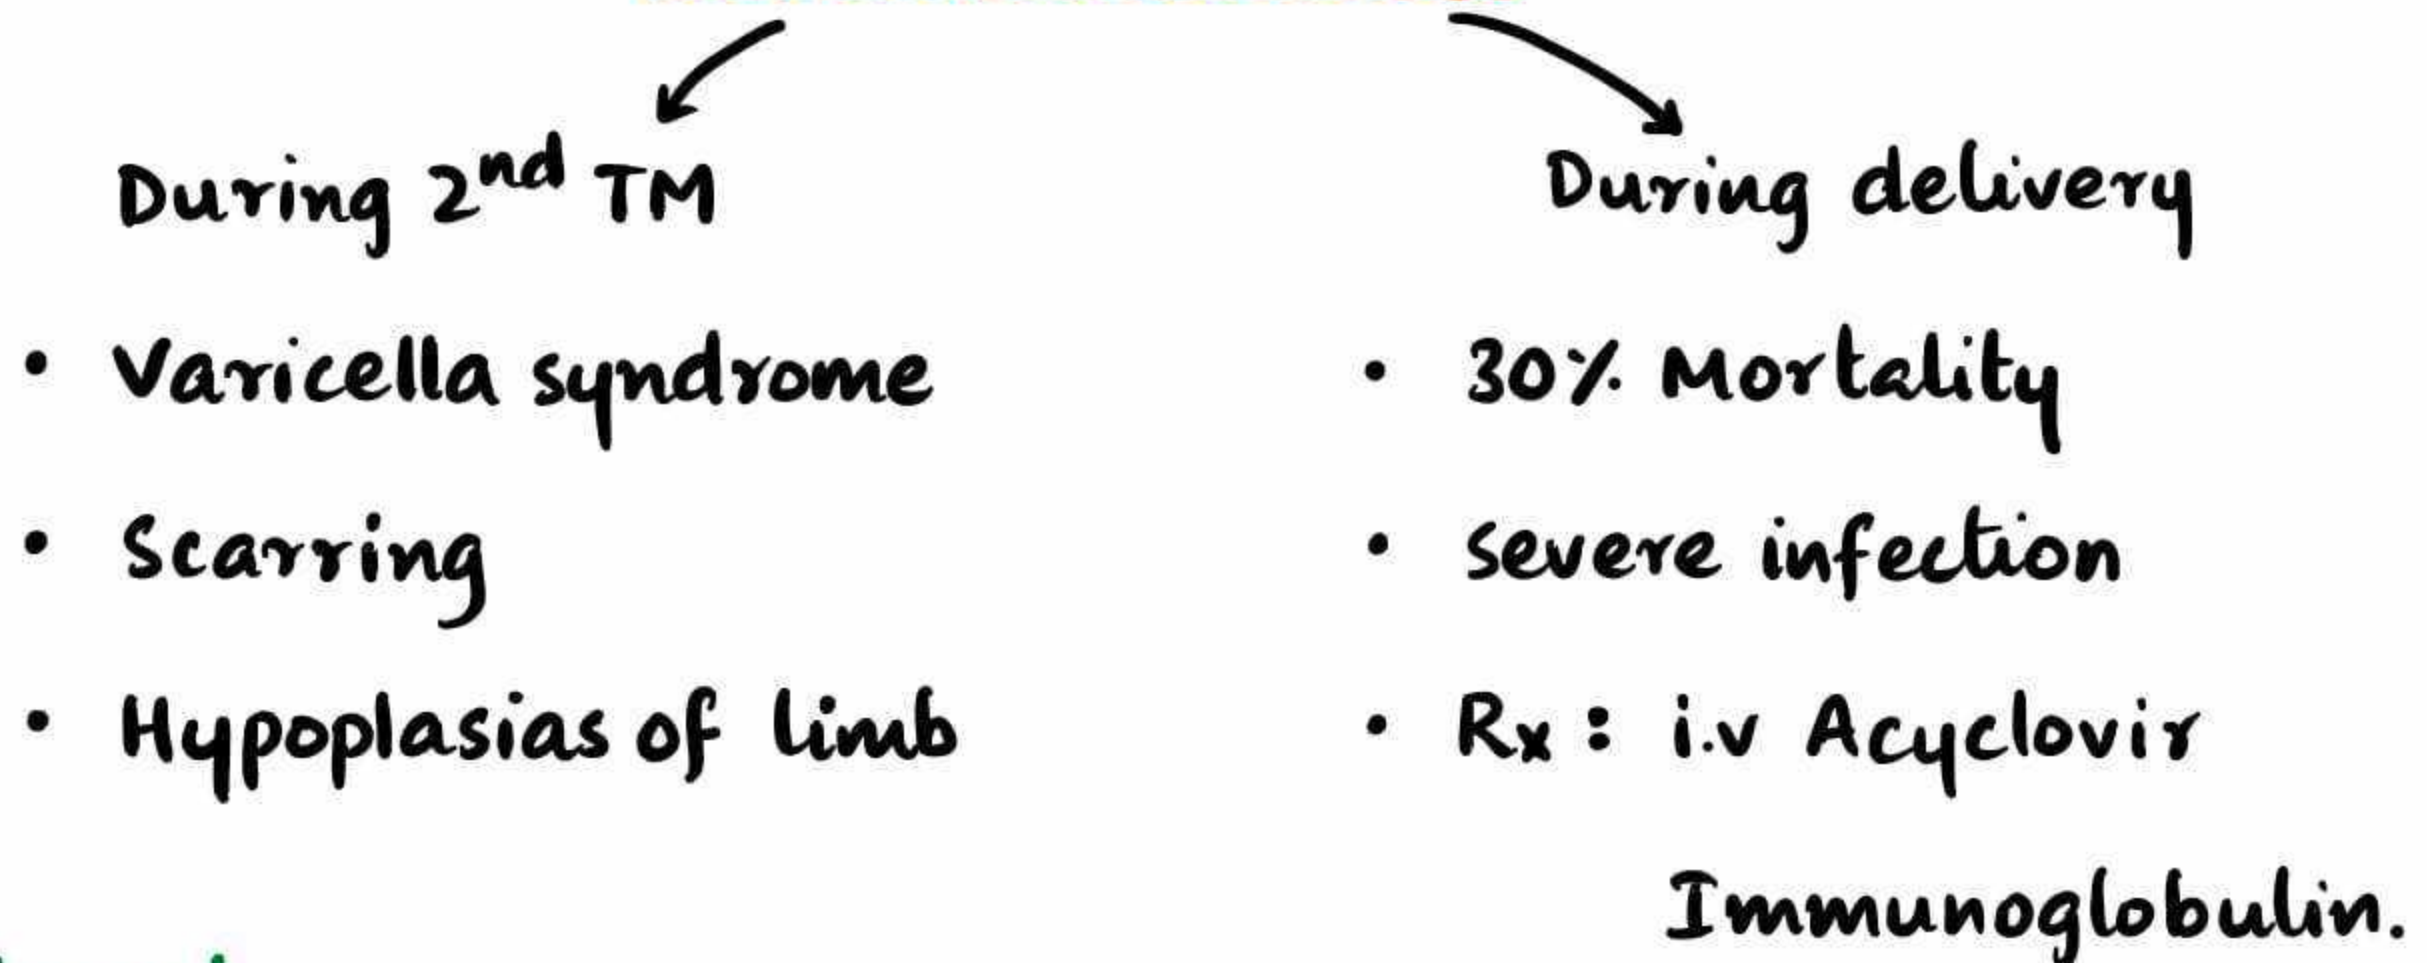 During 2nd TM
• Varicella syndrome
• Scarring
• Hypoplasias of limb
During delivery
• 30% Mortality
• severe infection
• Rx : i.v Acyclovir
Immunoglobulin.